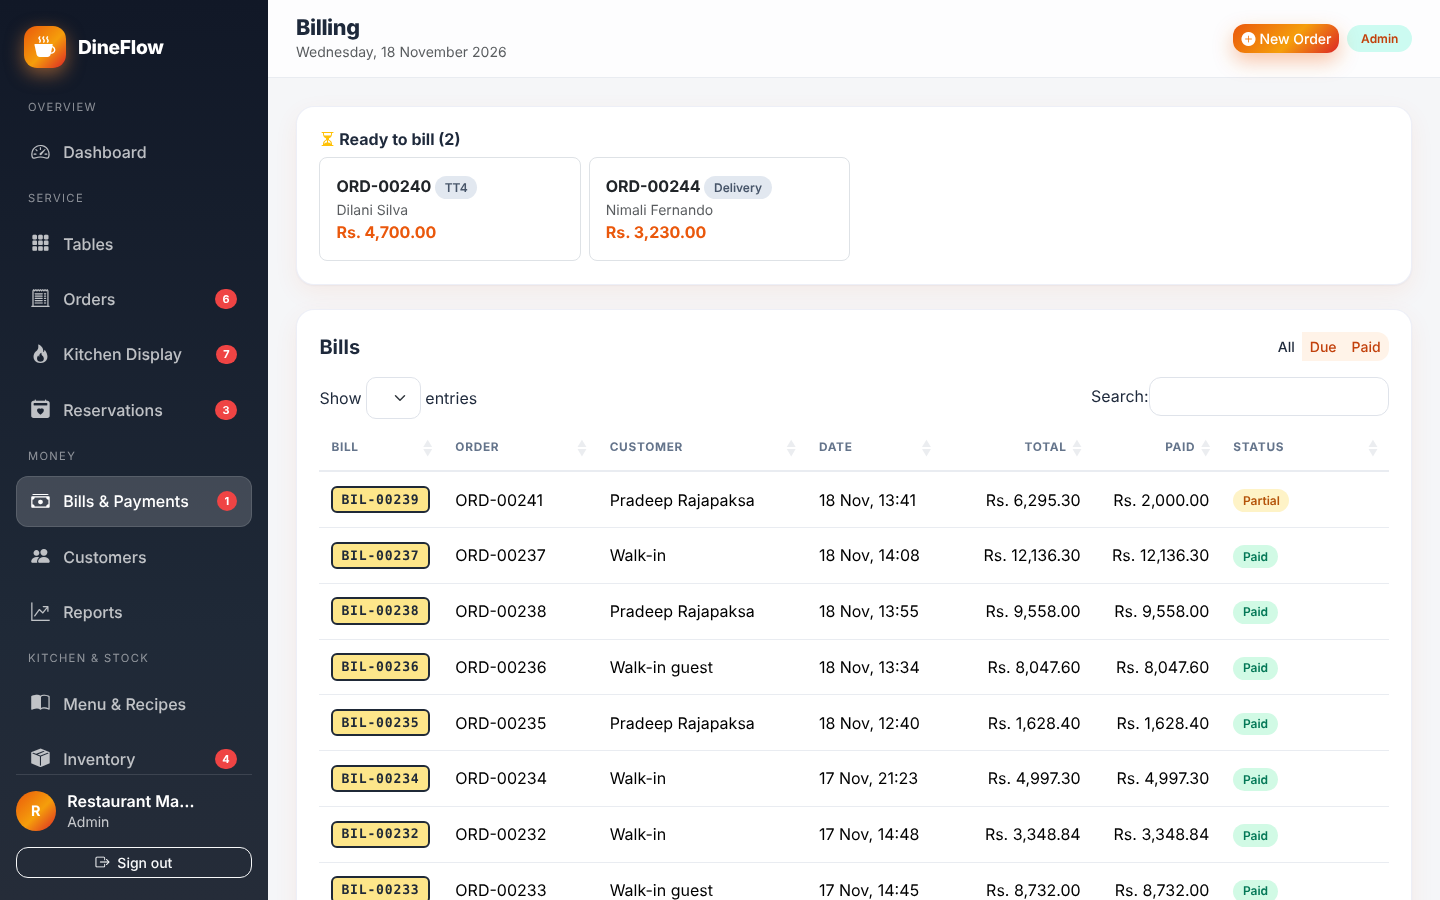 DineFlow
OVERVIEW
Dashboard
SERVICE
Tables
Orders 6
Kitchen Display 7
Reservations 3
MONEY
Bills & Payments 1
Customers
Reports
KITCHEN & STOCK
Menu & Recipes
Inventory 4
R Restaurant Ma...
Admin
Sign out
Billing
Wednesday, 18 November 2026
New Order Admin
Ready to bill (2)
ORD-00240 TT4
Dilani Silva
Rs. 4,700.00
ORD-00244 Delivery
Nimali Fernando
Rs. 3,230.00
Bills
All Due Paid
Show entries
Search:
BILL ORDER CUSTOMER DATE TOTAL PAID STATUS
BIL-00239 ORD-00241 Pradeep Rajapaksa 18 Nov, 13:41 Rs. 6,295.30 Rs. 2,000.00 Partial
BIL-00237 ORD-00237 Walk-in 18 Nov, 14:08 Rs. 12,136.30 Rs. 12,136.30 Paid
BIL-00238 ORD-00238 Pradeep Rajapaksa 18 Nov, 13:55 Rs. 9,558.00 Rs. 9,558.00 Paid
BIL-00236 ORD-00236 Walk-in guest 18 Nov, 13:34 Rs. 8,047.60 Rs. 8,047.60 Paid
BIL-00235 ORD-00235 Pradeep Rajapaksa 18 Nov, 12:40 Rs. 1,628.40 Rs. 1,628.40 Paid
BIL-00234 ORD-00234 Walk-in 17 Nov, 21:23 Rs. 4,997.30 Rs. 4,997.30 Paid
BIL-00232 ORD-00232 Walk-in 17 Nov, 14:48 Rs. 3,348.84 Rs. 3,348.84 Paid
BIL-00233 ORD-00233 Walk-in guest 17 Nov, 14:45 Rs. 8,732.00 Rs. 8,732.00 Paid